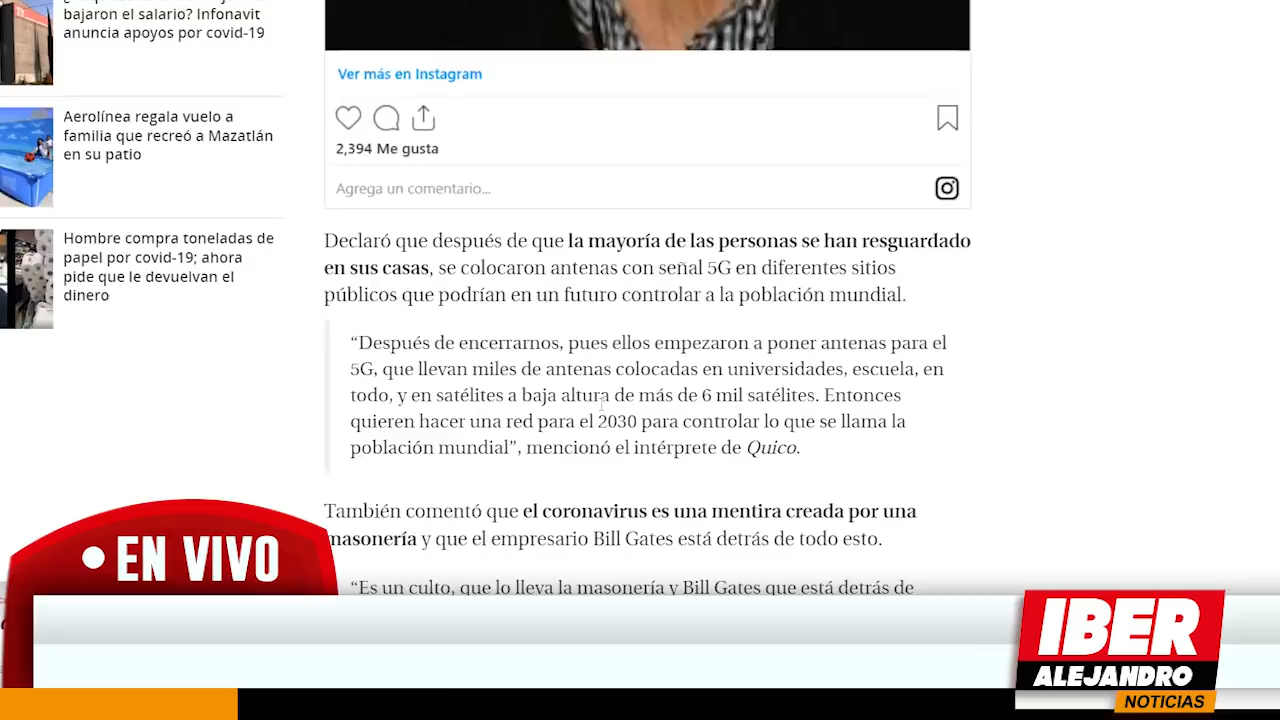 bajaron el salario? Infonavit
anuncia apoyos por covid-19
Aerolínea regala vuelo a
familia que recreó a Mazatlán
en su patio
Hombre compra toneladas de
papel por covid-19; ahora
pide que le devuelvan el
dinero
Ver más en Instagram
2,394 Me gusta
Agrega un comentario...
Declaró que después de que la mayoría de las personas se han resguardado
en sus casas, se colocaron antenas con señal 5G en diferentes sitios
públicos que podrían en un futuro controlar a la población mundial.
“Después de encerrarnos, pues ellos empezaron a poner antenas para el
5G, que llevan miles de antenas colocadas en universidades, escuela, en
todo, y en satélites a baja altura de más de 6 mil satélites. Entonces
quieren hacer una red para el 2030 para controlar lo que se llama la
población mundial”, mencionó el intérprete de Quico.
También comentó que el coronavirus es una mentira creada por una
masonería y que el empresario Bill Gates está detrás de todo esto.
“Es un culto, que lo lleva la masonería y Bill Gates que está detrás de
EN VIVO
IBER
ALEJANDRO
NOTICIAS